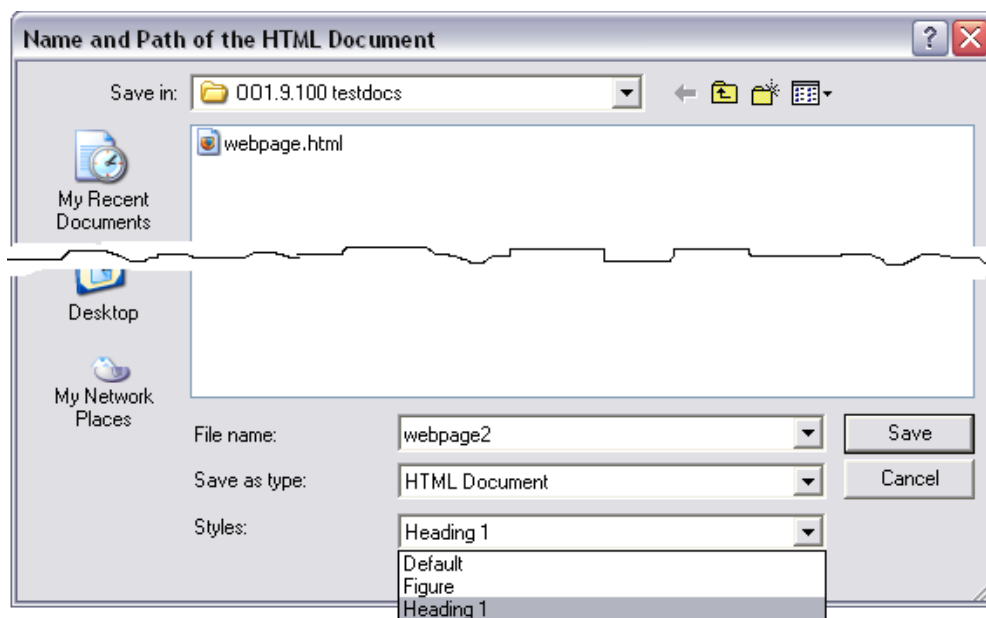 Name and Path of the HTML Document
Save in:
OO1.9.100 testdocs
webpage.html
My Recent
Documents
Desktop
My Network
Places
File name:
webpage2
Save
Save as type:
HTML Document
Cancel
Styles:
Heading 1
Default
Figure
Heading 1